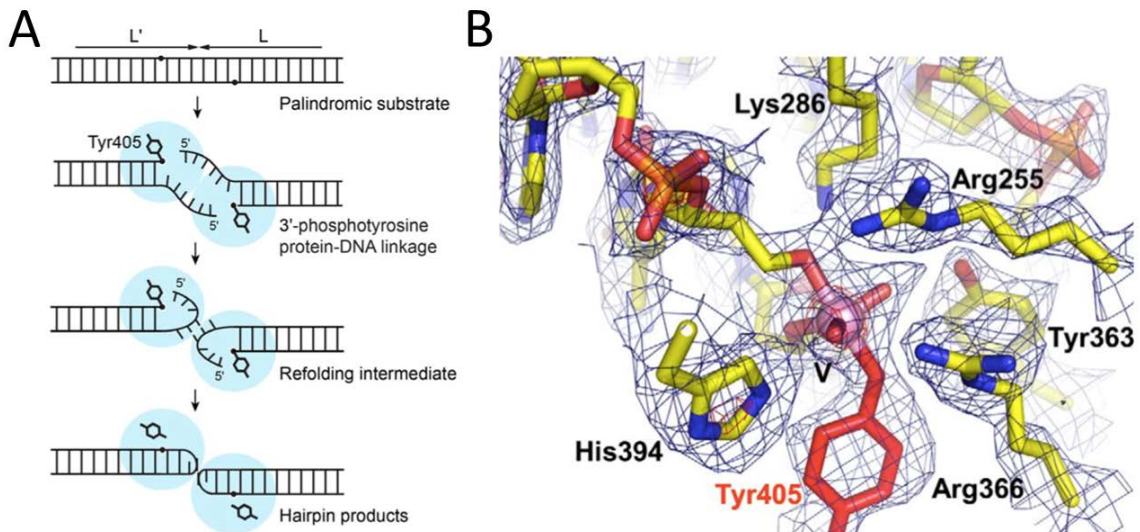 A
L'
L
Palindromic substrate
Tyr405
5'
5'
3'-phosphotyrosine
protein-DNA linkage
5'
5'
Refolding intermediate
Hairpin products
B
Lys286
Arg255
Tyr363
V
His394
Tyr405
Arg366